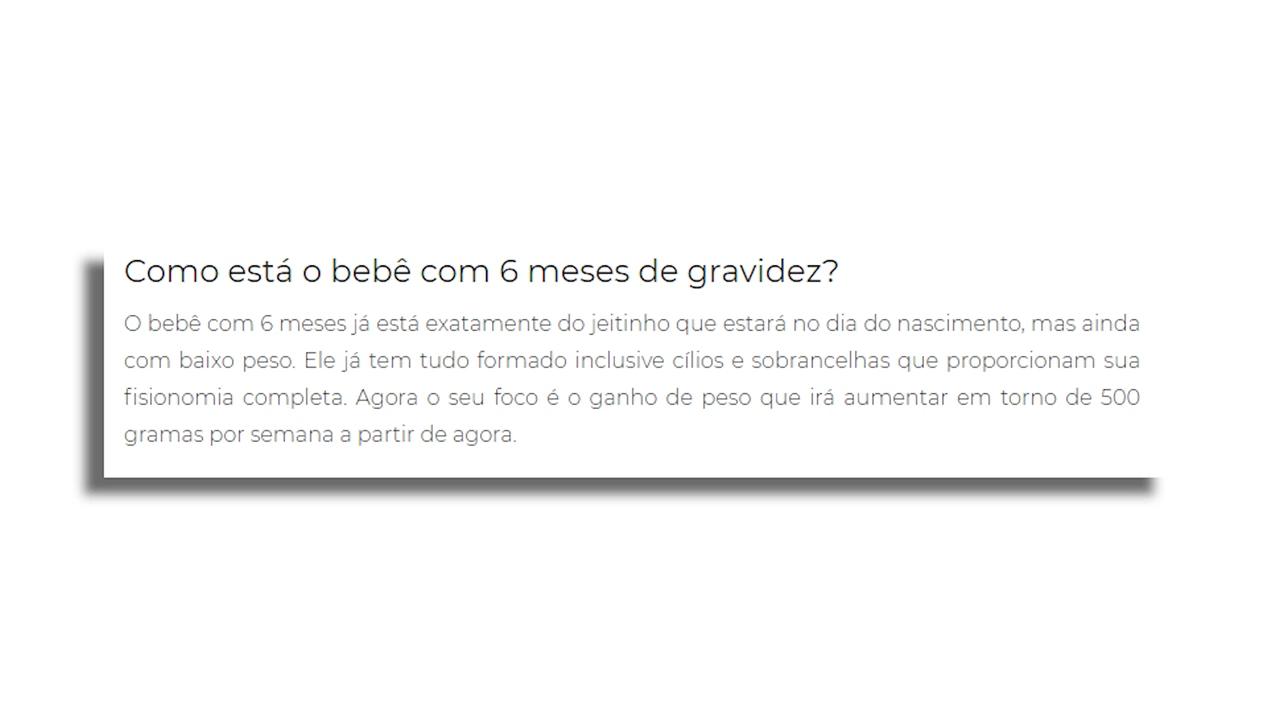 Como está o bebê com 6 meses de gravidez?
O bebê com 6 meses já está exatamente do jeitinho que estará no dia do nascimento, mas ainda
com baixo peso. Ele já tem tudo formado inclusive cílios e sobrancelhas que proporcionam sua
fisionomia completa. Agora o seu foco é o ganho de peso que irá aumentar em torno de 500
gramas por semana a partir de agora.